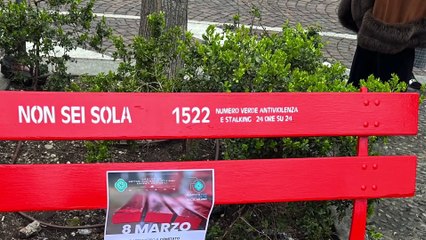 NON SEI SOLA
1522
NUMERO VERDE ANTIVIOLENZA
E STALKING 24 ORE SU 24
8 MARZO